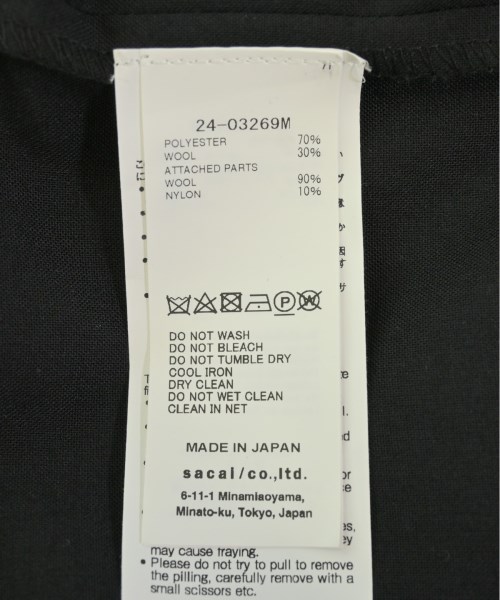 24-03269M
POLYESTER 70%
WOOL 30%
ATTACHED PARTS
WOOL 90%
NYLON 10%
DO NOT WASH
DO NOT BLEACH
DO NOT TUMBLE DRY
COOL IRON
DRY CLEAN
DO NOT WET CLEAN
CLEAN IN NET
MADE IN JAPAN
sacai/co.,ltd.
6-11-1 Minamiaoyama,
Minato-ku, Tokyo, Japan
may cause fraying.
• Please do not try to pull to remove
the pilling, carefully remove with a
small scissors etc.